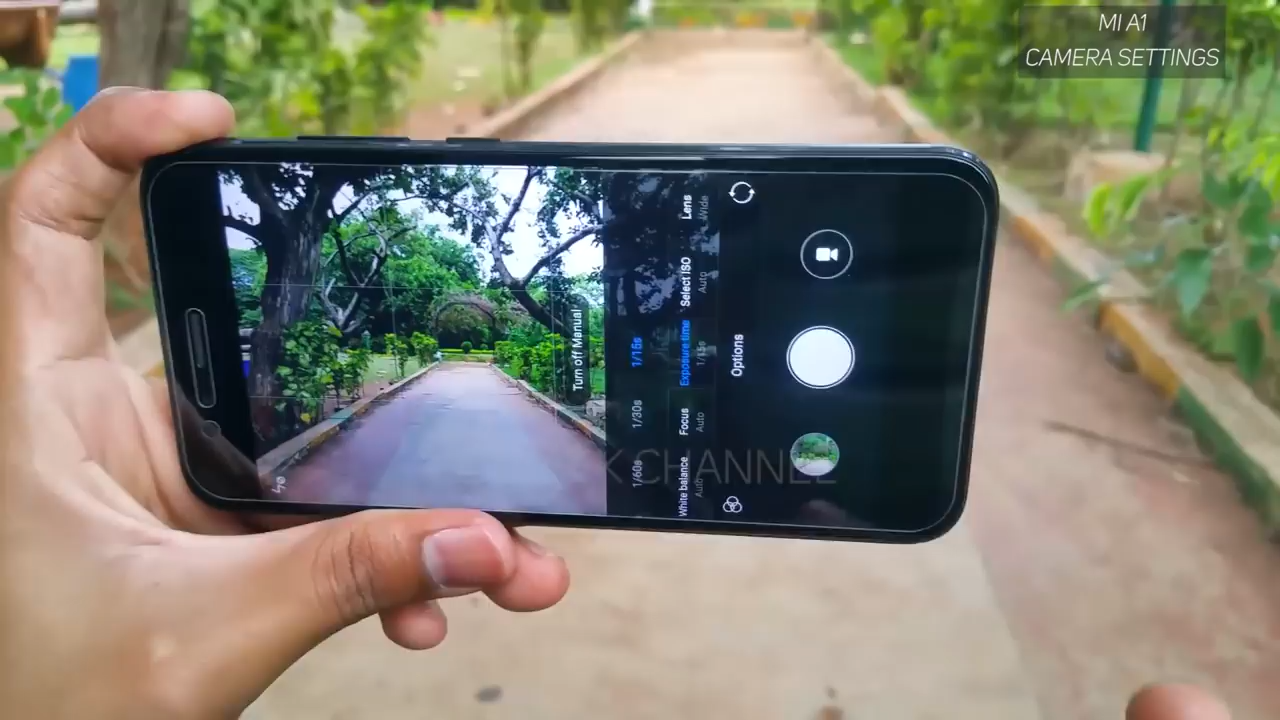 MI A1
CAMERA SETTINGS
Turn off Manual
1/15s
1/30s
1/60s
Lens
Wide
Select ISO
Auto
Exposure time
1/15s
Focus
Auto
White balance
Auto
Options
K CHANNEL